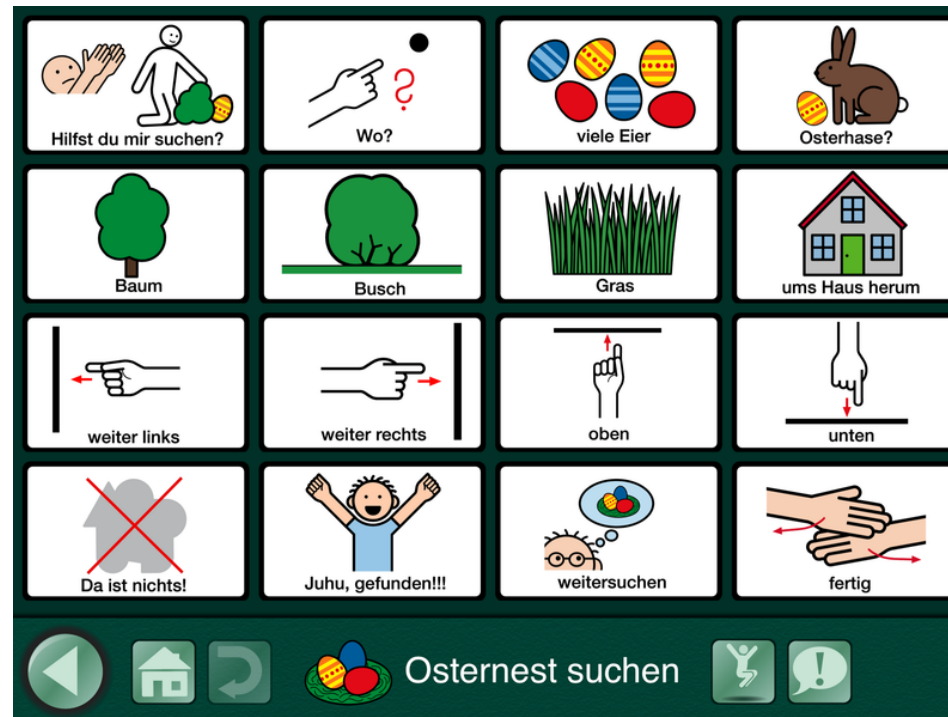 Hilfst du mir suchen?
Wo?
viele Eier
Osterhase?
Baum
Busch
Gras
ums Haus herum
weiter links
weiter rechts
oben
unten
Da ist nichts!
Juhu, gefunden!!!
weitersuchen
fertig
Osternest suchen